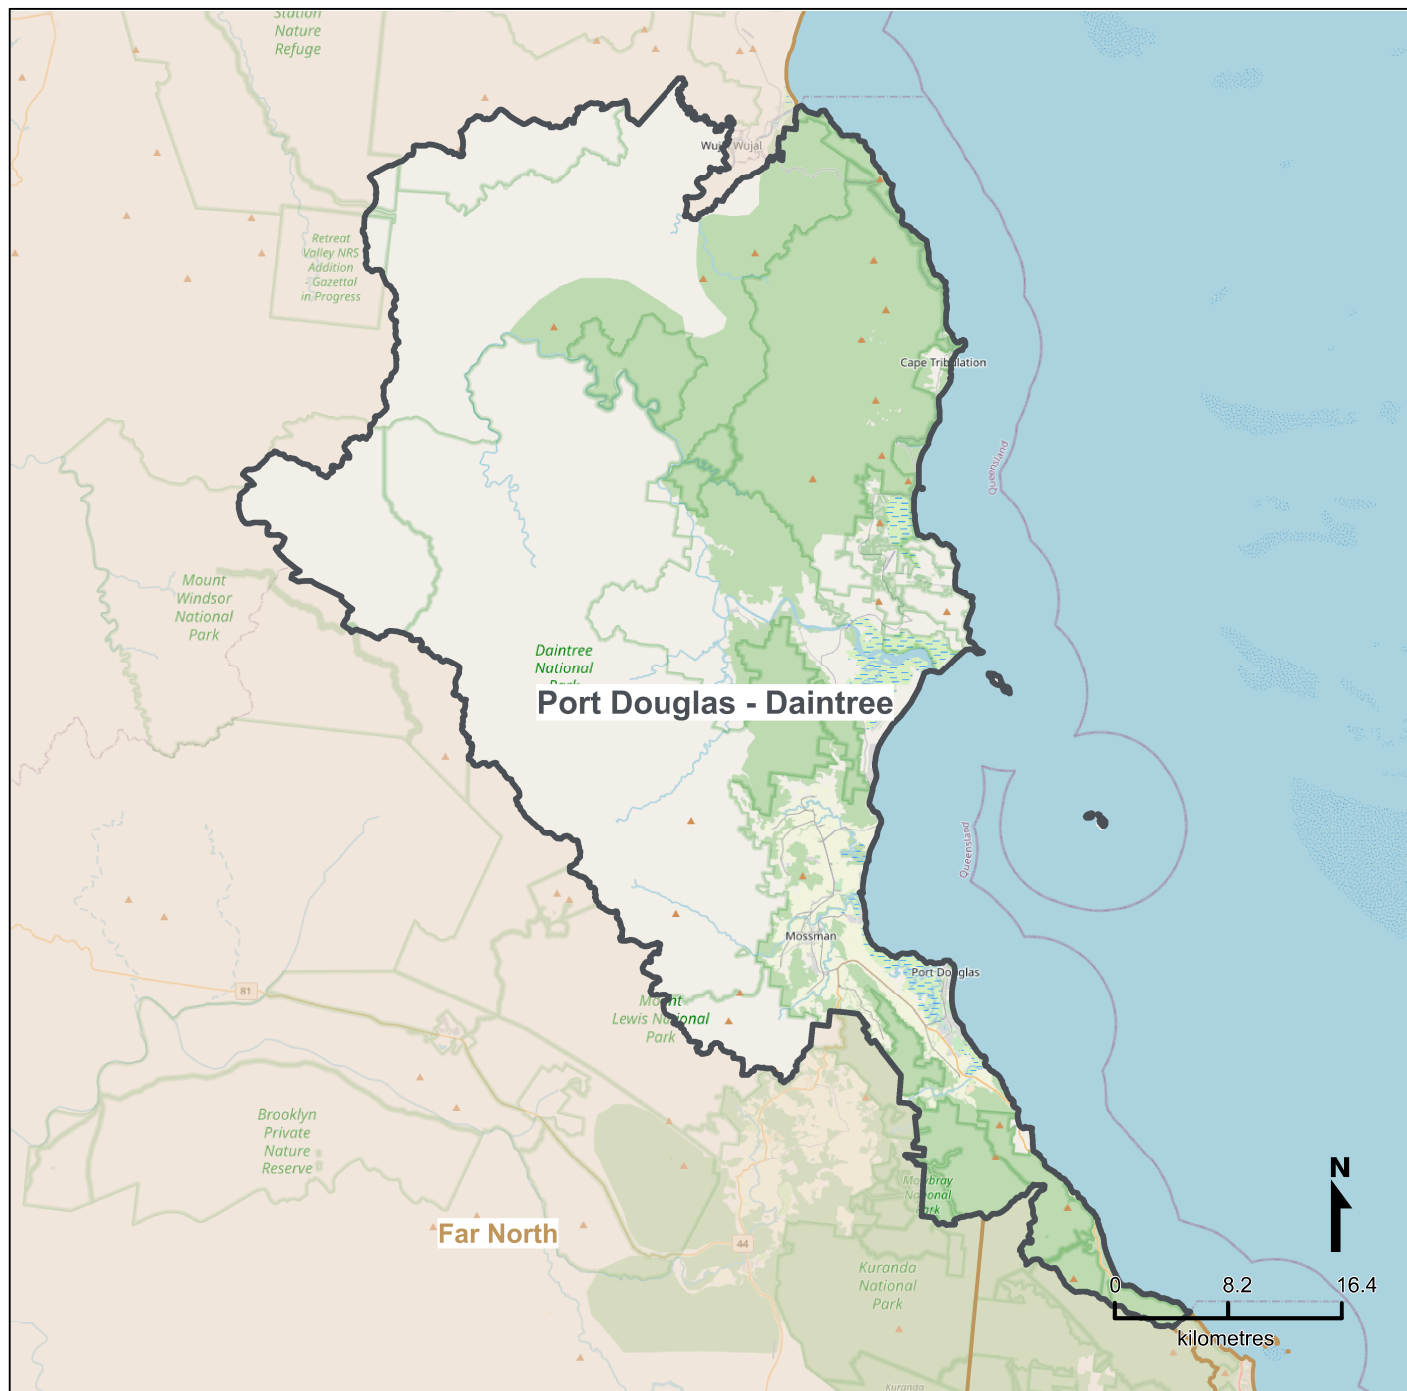 Station
Nature
Refuge
Wujal Wujal
Retreat
Valley NRS
Addition
- Gazettal
in Progress
Cape Tribulation
Queensland
Mount
Windsor
National
Park
Daintree
National
Park
Port Douglas - Daintree
Queensland
Mossman
Port Douglas
81
Mount
Lewis National
Park
Brooklyn
Private
Nature
Reserve
Mowbray
National
Park
N
Far North
44
Kuranda
National
Park
0 8.2 16.4
kilometres
Kuranda